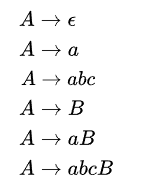 A → ϵ
A → a
A → abc
A → B
A → aB
A → abcB